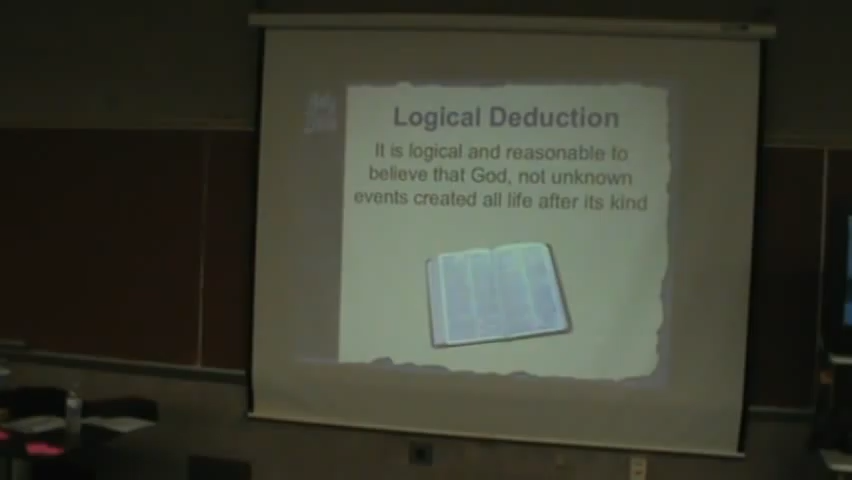 Logical Deduction
It is logical and reasonable to
believe that God, not unknown
events created all life after its kind